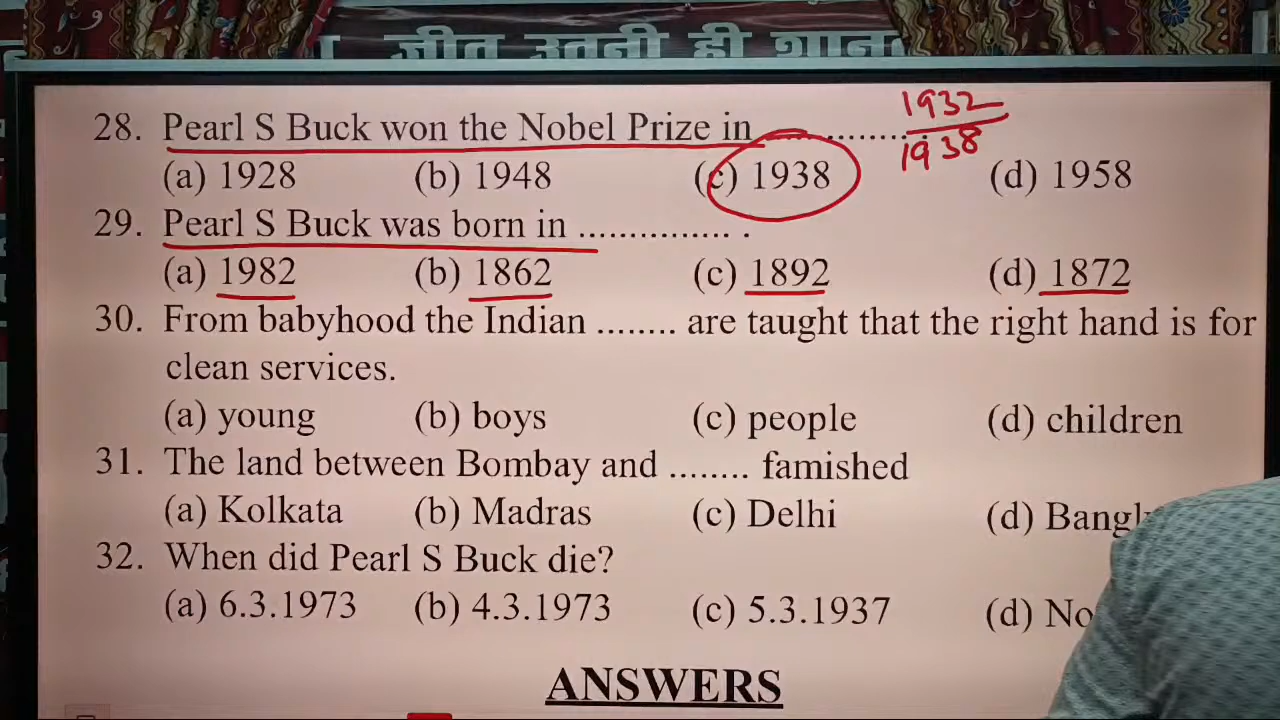 जीत उतनी ही शान
1932
28. Pearl S Buck won the Nobel Prize in ............
1938
(a) 1928 (b) 1948 (c) 1938 (d) 1958
29. Pearl S Buck was born in ............... .
(a) 1982 (b) 1862 (c) 1892 (d) 1872
30. From babyhood the Indian ........ are taught that the right hand is for
clean services.
(a) young (b) boys (c) people (d) children
31. The land between Bombay and ........ famished
(a) Kolkata (b) Madras (c) Delhi (d)
32. When did Pearl S Buck die?
(a) 6.3.1973 (b) 4.3.1973 (c) 5.3.1937 (d)
ANSWERS